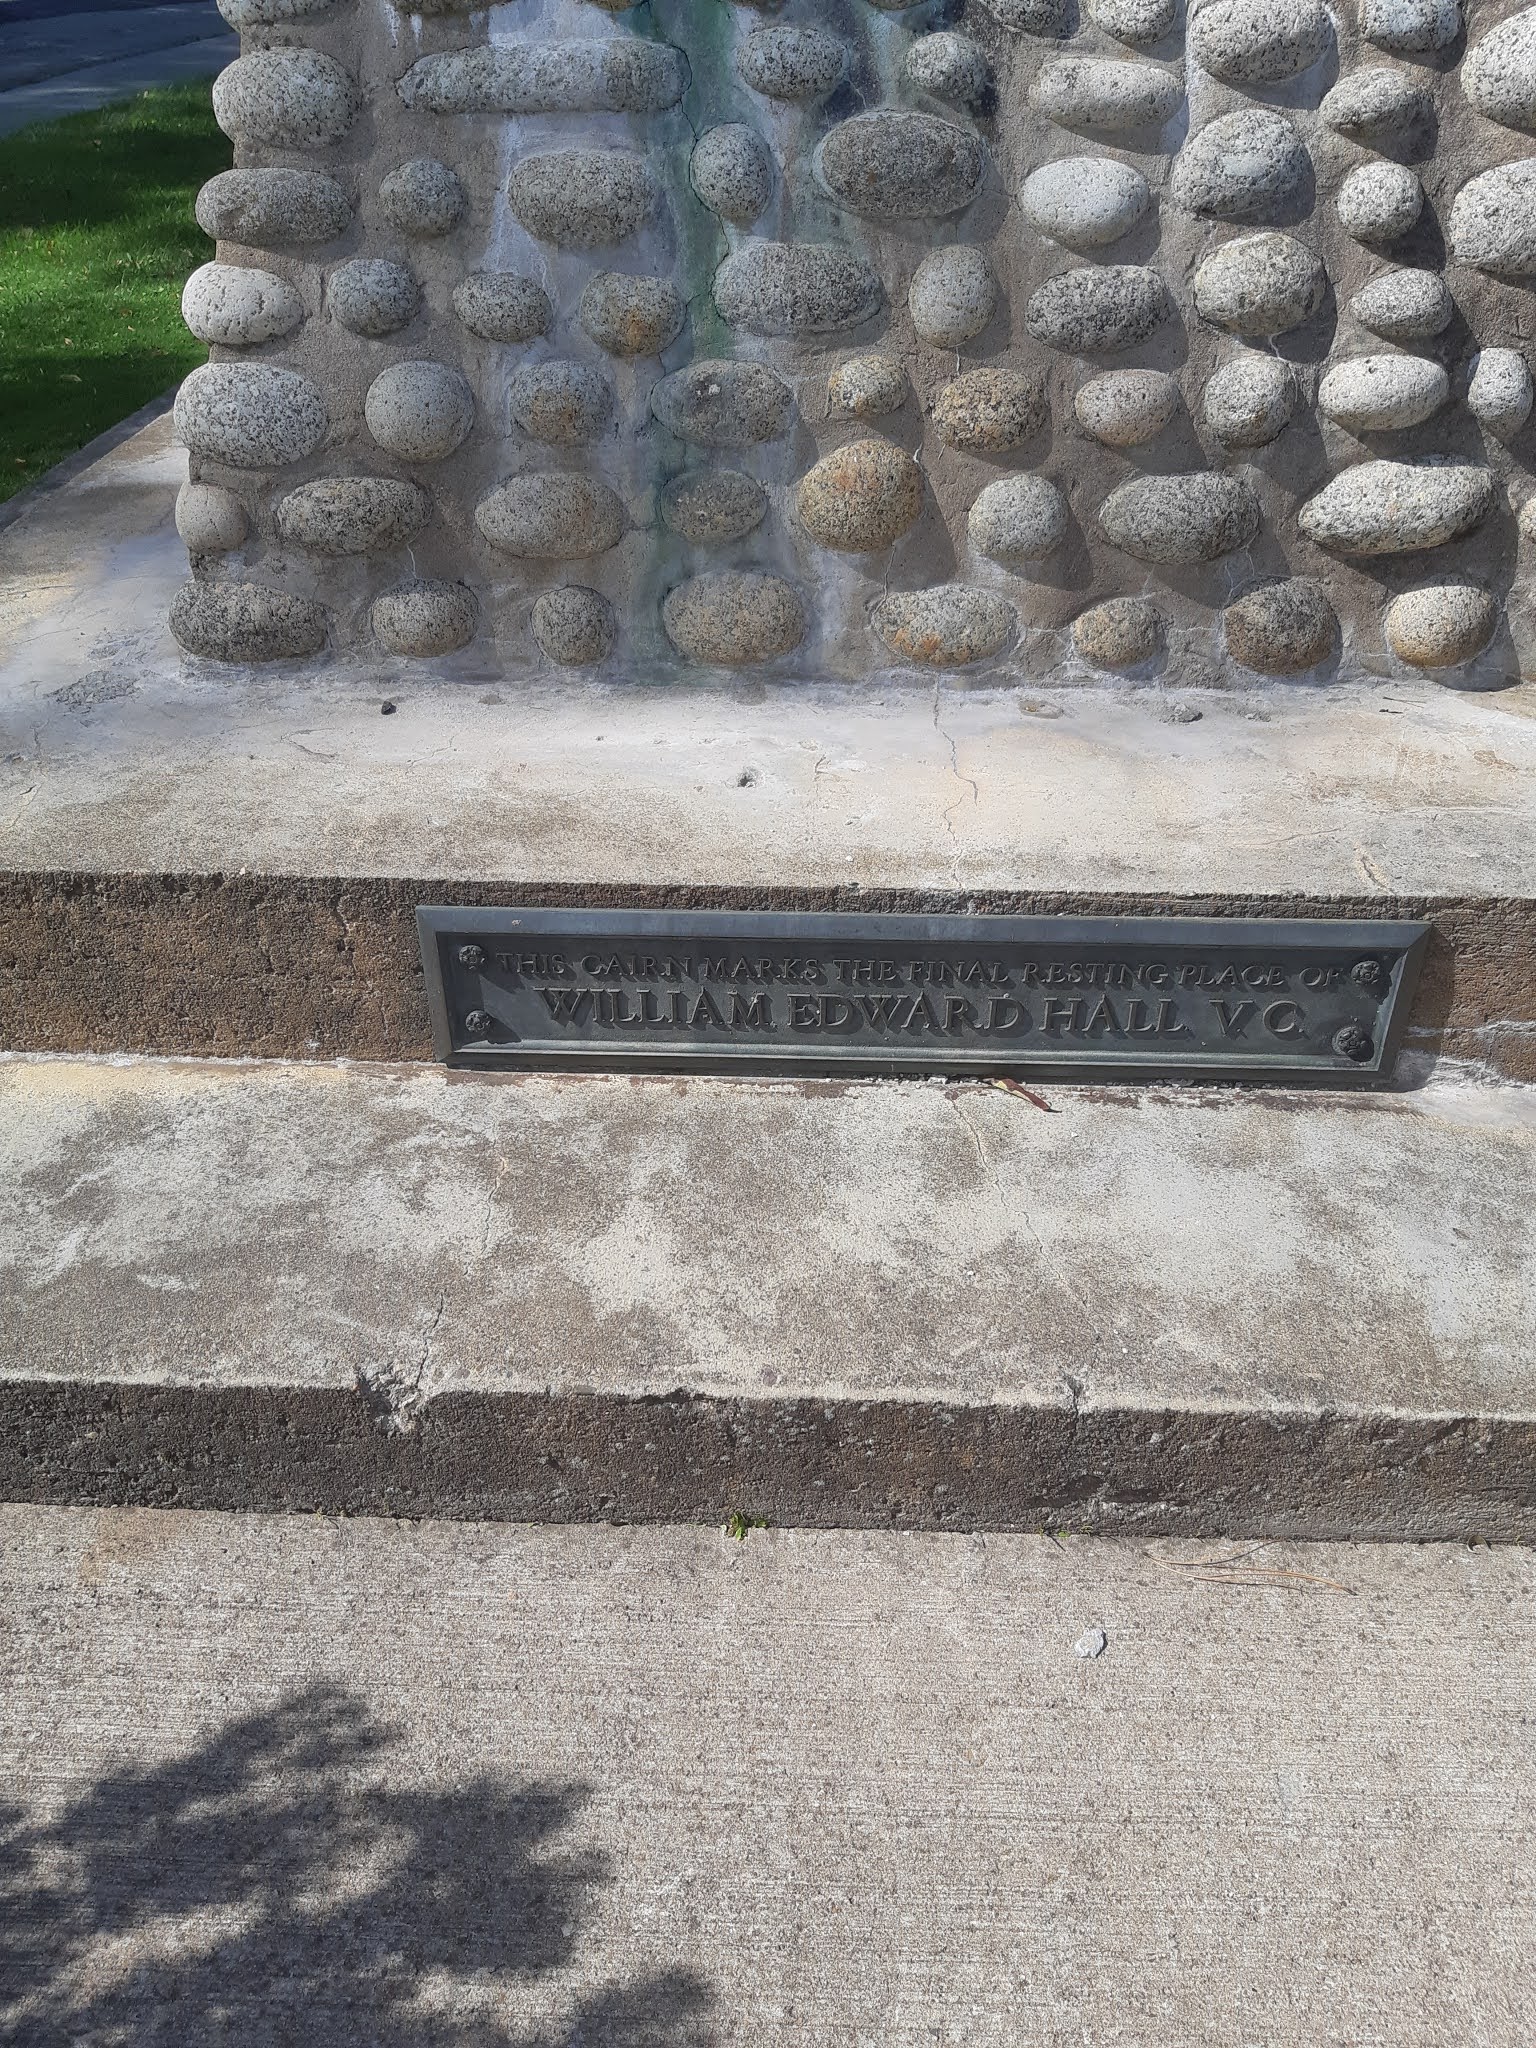 THIS CAIRN MARKS THE FINAL RESTING PLACE OF
WILLIAM EDWARD HALL V.C.